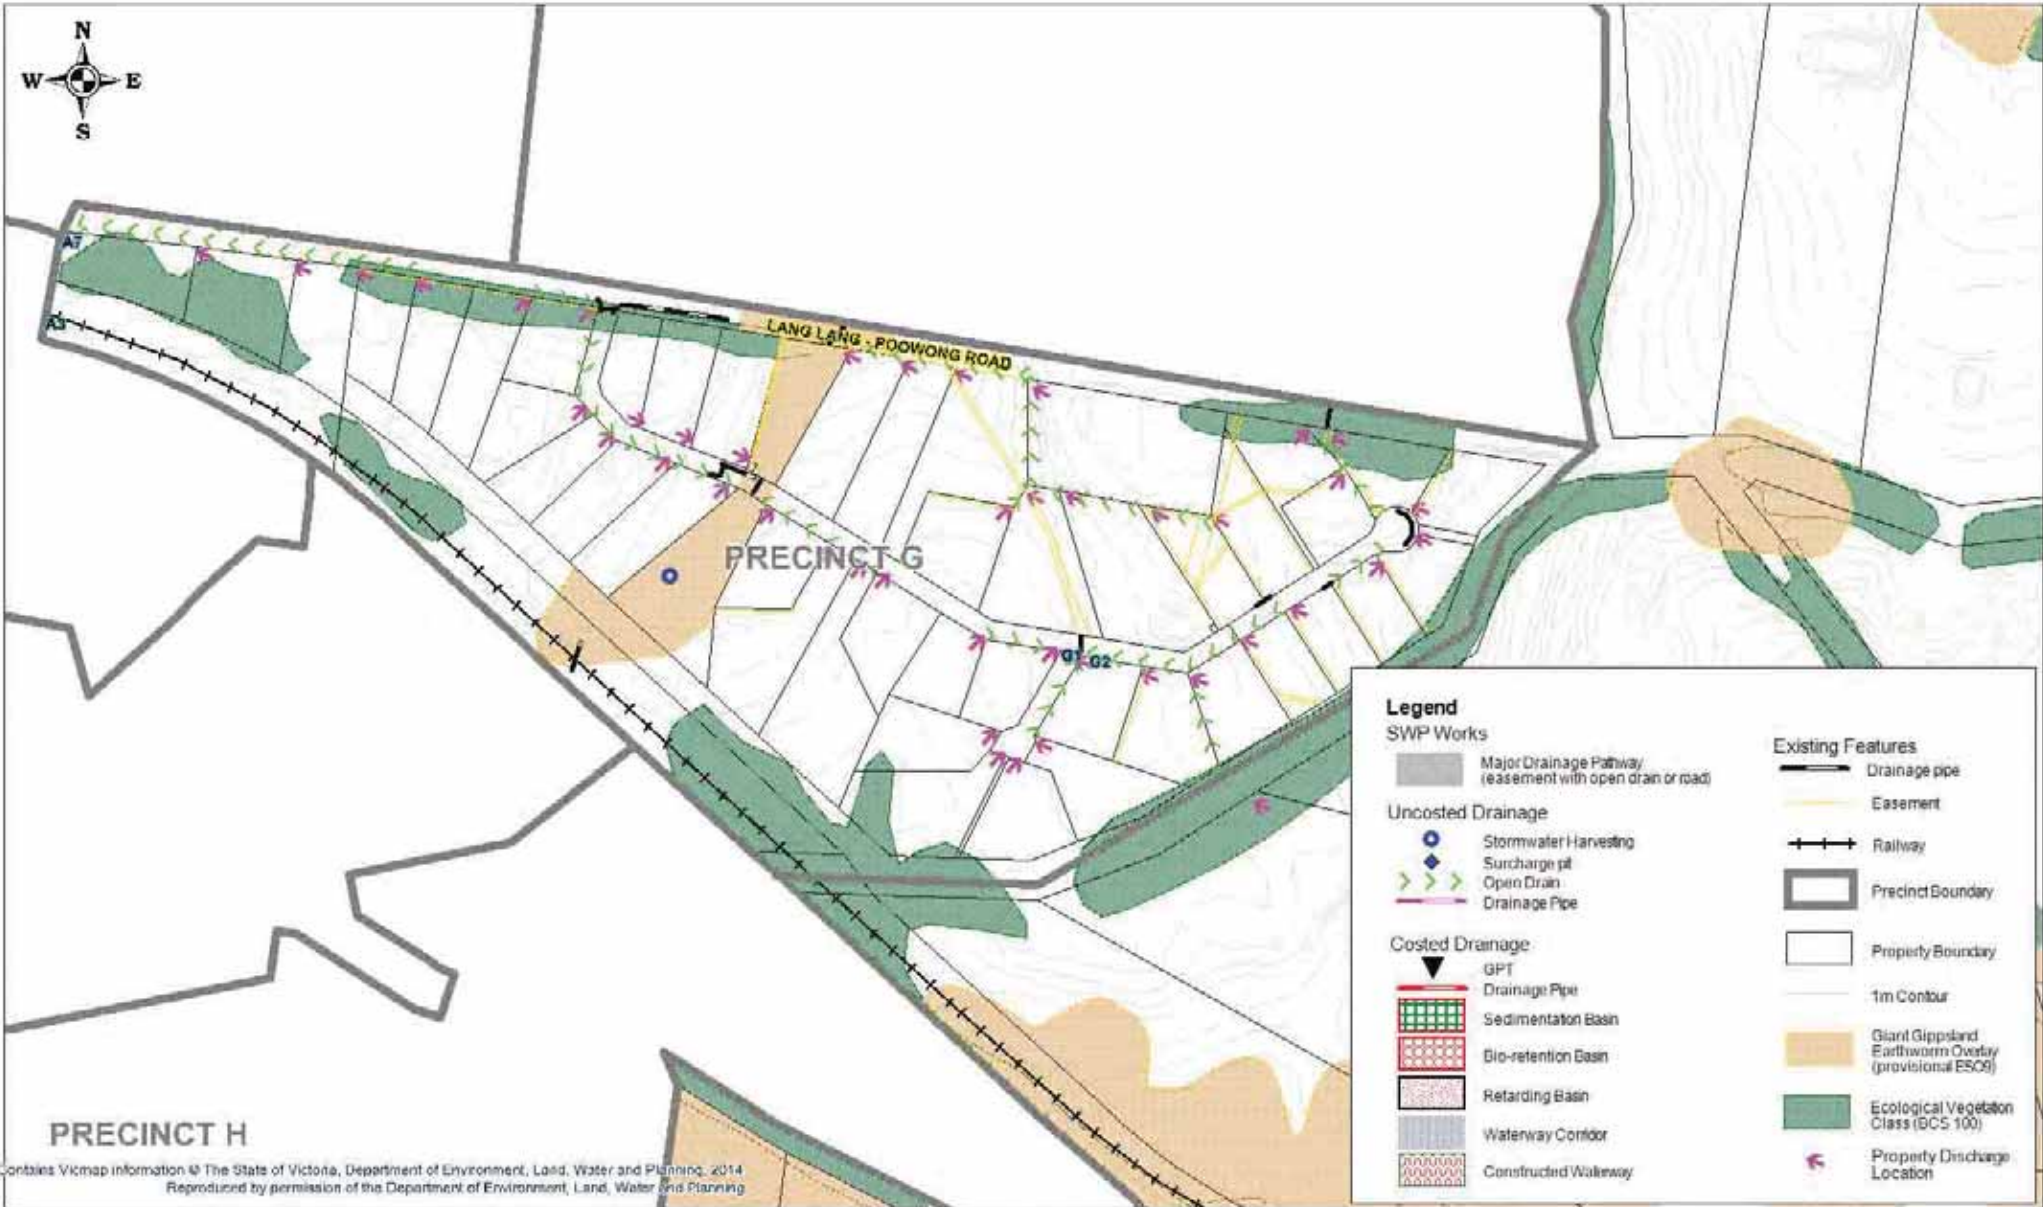 N
W E
S
A7
A3
LANG LANG - POOWONG ROAD
PRECINCT G
G1 G2
PRECINCT H
Contains Vicmap information © The State of Victoria, Department of Environment, Land, Water and Planning, 2014
Reproduced by permission of the Department of Environment, Land, Water and Planning
Legend
SWP Works
Major Drainage Pathway
(easement with open drain or road)
Uncosted Drainage
Stormwater Harvesting
Surcharge pit
Open Drain
Drainage Pipe
Costed Drainage
GPT
Drainage Pipe
Sedimentation Basin
Bio-retention Basin
Retarding Basin
Waterway Corridor
Constructed Waterway
Existing Features
Drainage pipe
Easement
Railway
Precinct Boundary
Property Boundary
1m Contour
Giant Gippsland
Earthworm Overlay
(provisional ESO9)
Ecological Vegetation
Class (BCS 100)
Property Discharge
Location